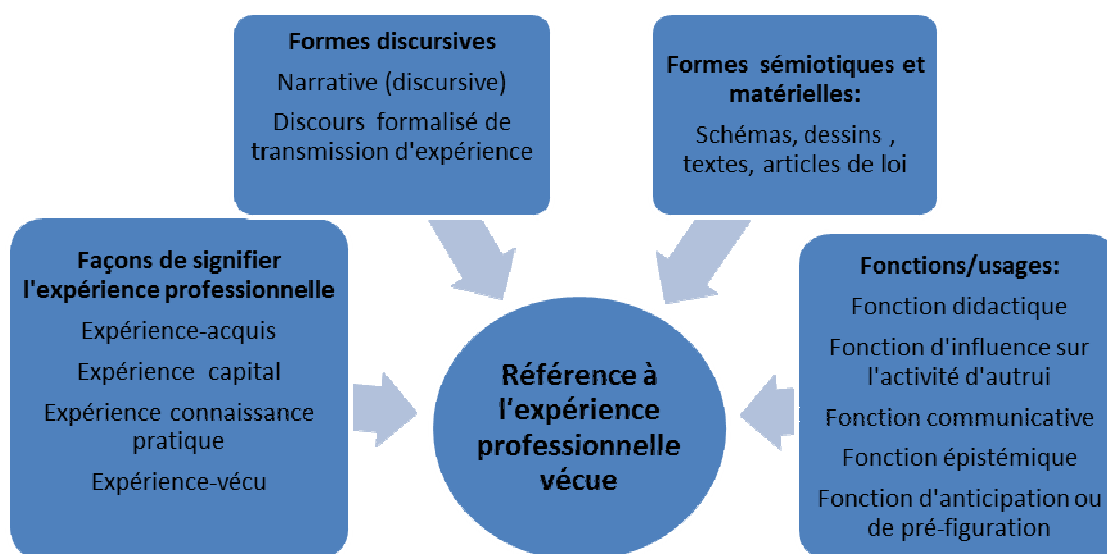 Formes discursives
Narrative (discursive)
Discours formalisé de
transmission d'expérience
Formes sémiotiques et
matérielles:
Schémas, dessins ,
textes, articles de loi
Façons de signifier
l'expérience professionnelle
Expérience-acquis
Expérience capital
Expérience connaissance
pratique
Expérience-vécu
Référence à
l'expérience
professionnelle
vécue
Fonctions/usages:
Fonction didactique
Fonction d'influence sur
l'activité d'autrui
Fonction communicative
Fonction épistémique
Fonction d'anticipation ou
de pré-figuration